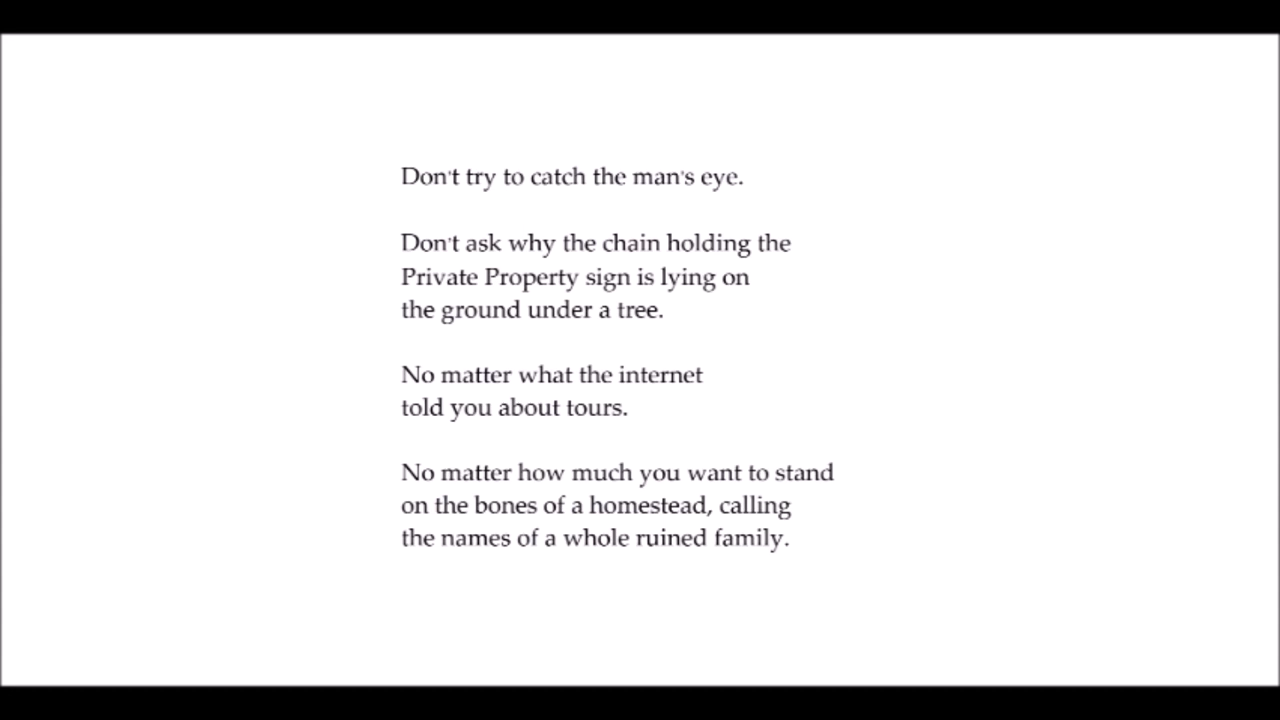 Don't try to catch the man's eye.
Don't ask why the chain holding the
Private Property sign is lying on
the ground under a tree.
No matter what the internet
told you about tours.
No matter how much you want to stand
on the bones of a homestead, calling
the names of a whole ruined family.